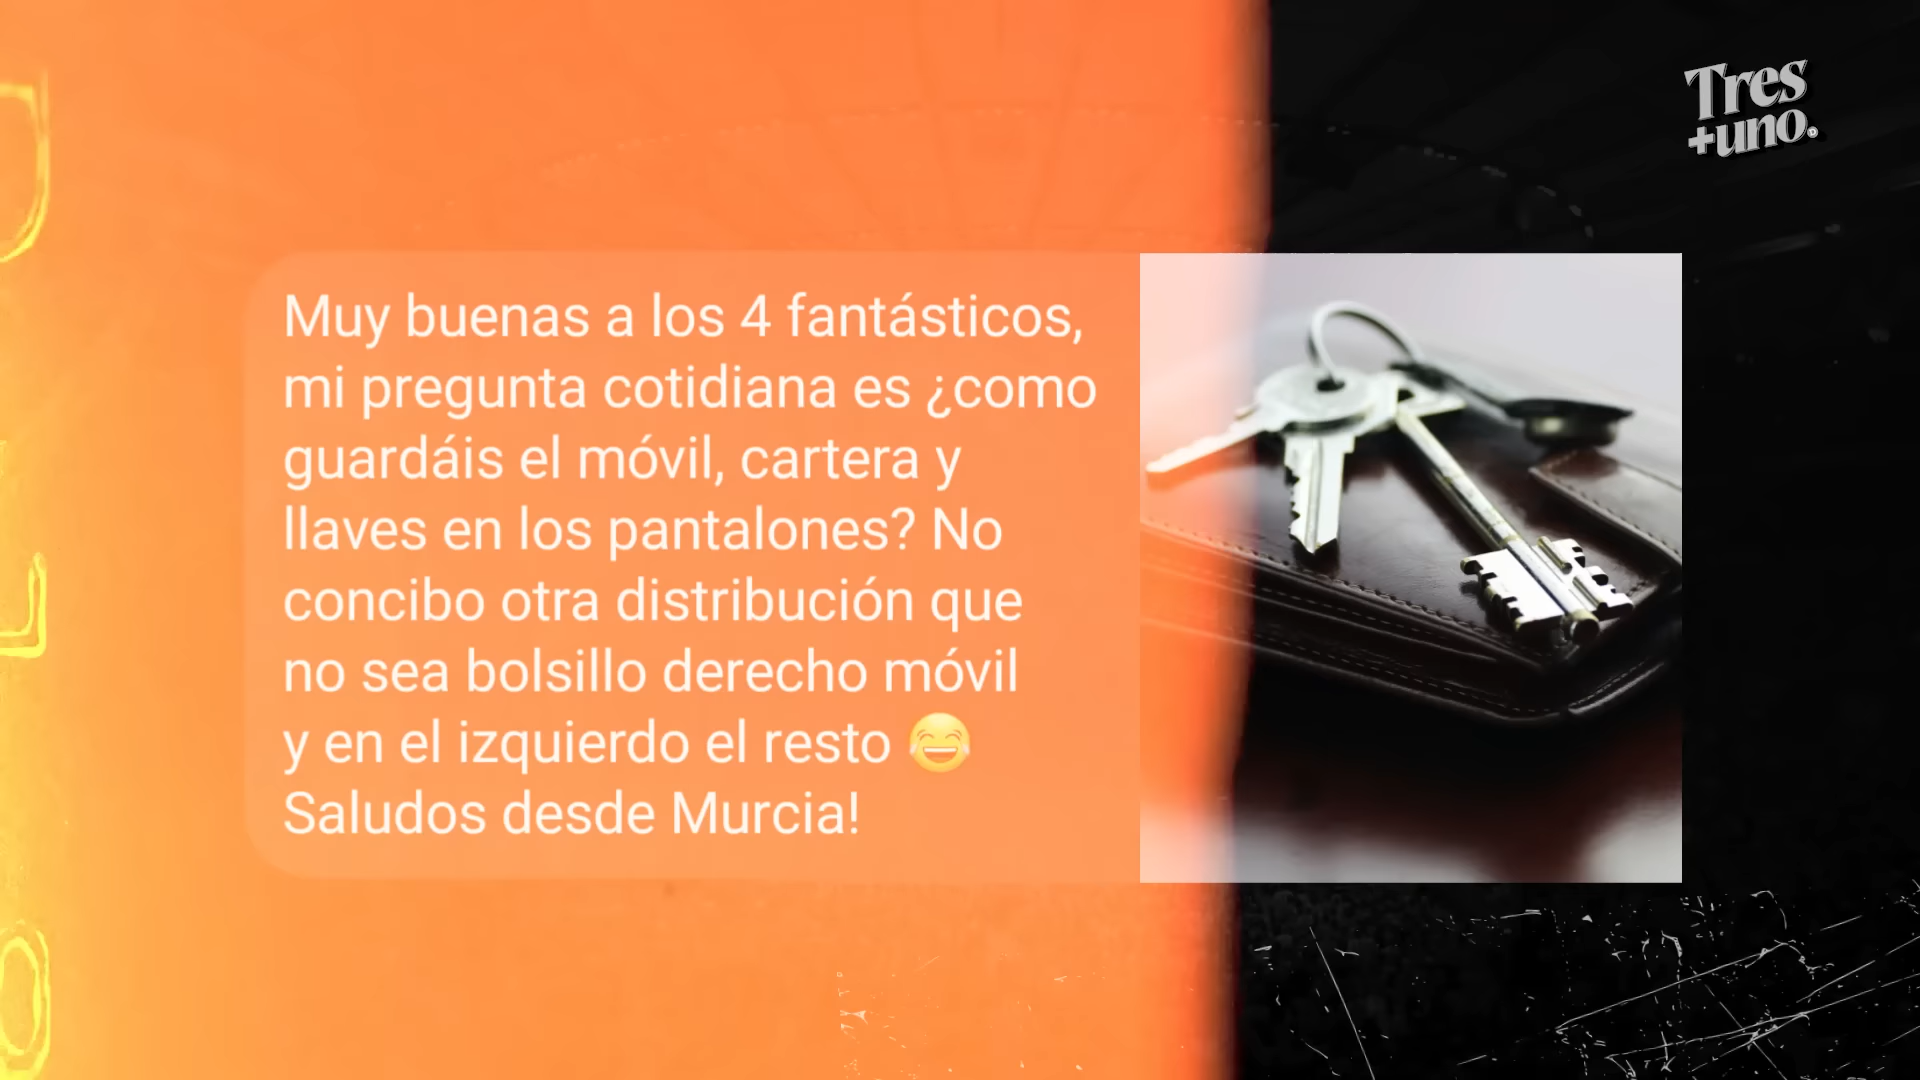 Tres
+uno.
Muy buenas a los 4 fantásticos,
mi pregunta cotidiana es ¿como
guardáis el móvil, cartera y
llaves en los pantalones? No
concibo otra distribución que
no sea bolsillo derecho móvil
y en el izquierdo el resto 😂
Saludos desde Murcia!